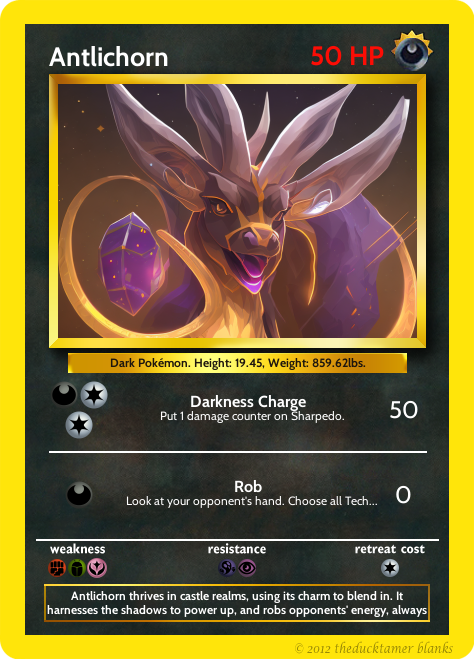 Antlichorn
50 HP
Dark Pokémon. Height: 19.45, Weight: 859.62lbs.
Darkness Charge
Put 1 damage counter on Sharpedo.
50
Rob
Look at your opponent's hand. Choose all Tech...
0
weakness
resistance
retreat cost
Antlichorn thrives in castle realms, using its charm to blend in. It
harnesses the shadows to power up, and robs opponents' energy, always
© 2012 theducktamer blanks